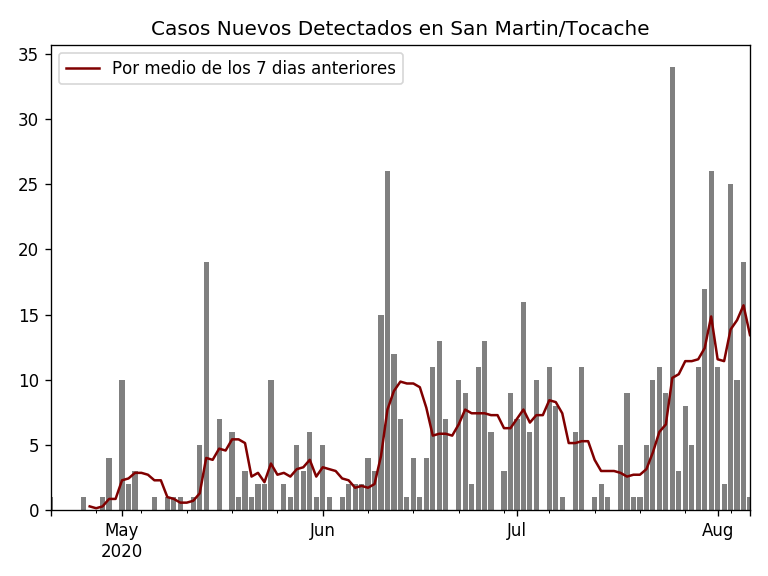 Casos Nuevos Detectados en San Martin/Tocache
Por medio de los 7 dias anteriores
35
30
25
20
15
10
5
0
May
2020
Jun
Jul
Aug